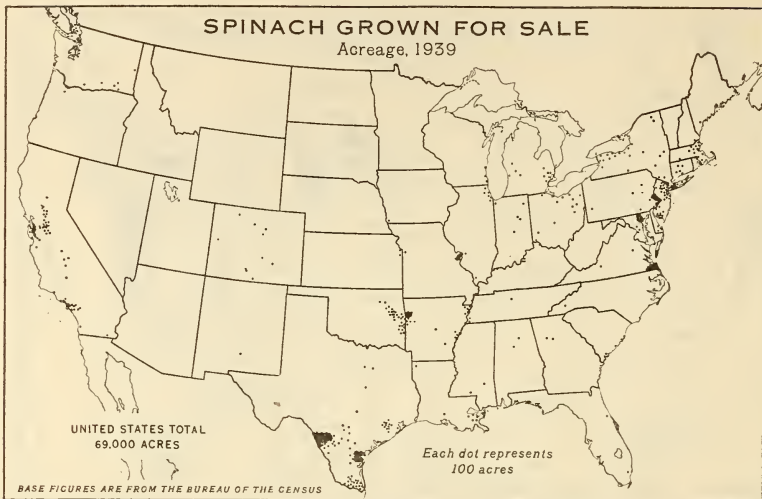 SPINACH GROWN FOR SALE
Acreage, 1939
UNITED STATES TOTAL
69,000 ACRES
Each dot represents
100 acres
BASE FIGURES ARE FROM THE BUREAU OF THE CENSUS